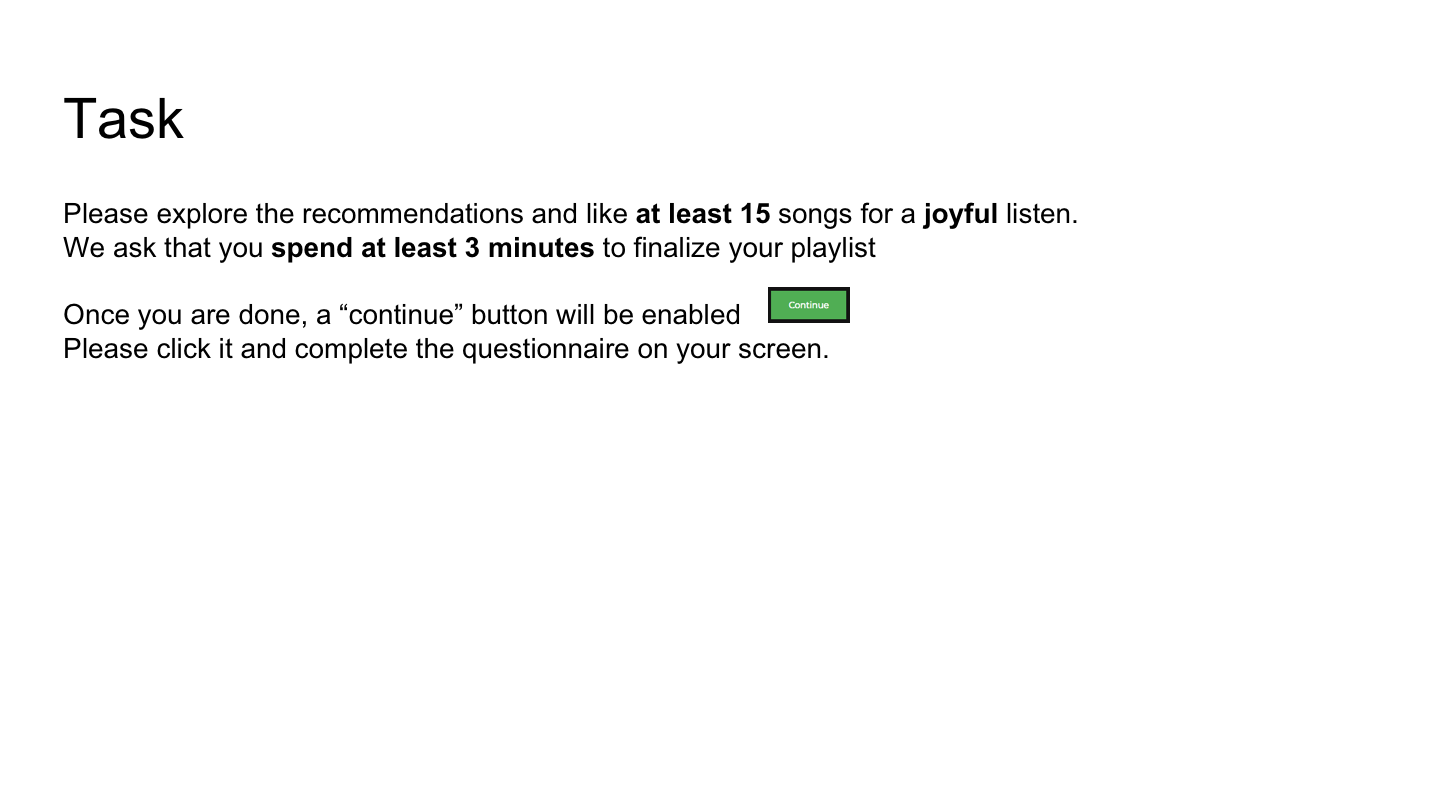 Task
Please explore the recommendations and like at least 15 songs for a joyful listen.
We ask that you spend at least 3 minutes to finalize your playlist
Once you are done, a “continue” button will be enabled
Continue
Please click it and complete the questionnaire on your screen.